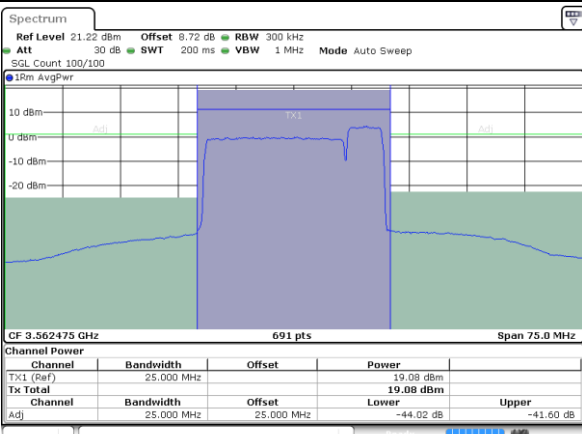 Spectrum
Ref Level 21.22 dBm Offset 8.72 dB RBW 300 kHz
Att 30 dB SWT 200 ms VBW 1 MHz Mode Auto Sweep
SGL Count 100/100
1Rm AvgPwr
10 dBm
TX1
Adj Adj
0 dBm
-10 dBm
-20 dBm
CF 3.562475 GHz 691 pts Span 75.0 MHz
Channel Power
Channel Bandwidth Offset Power
TX1 (Ref) 25.000 MHz 19.08 dBm
Tx Total 19.08 dBm
Channel Bandwidth Offset Lower Upper
Adj 25.000 MHz 25.000 MHz -44.02 dB -41.60 dB